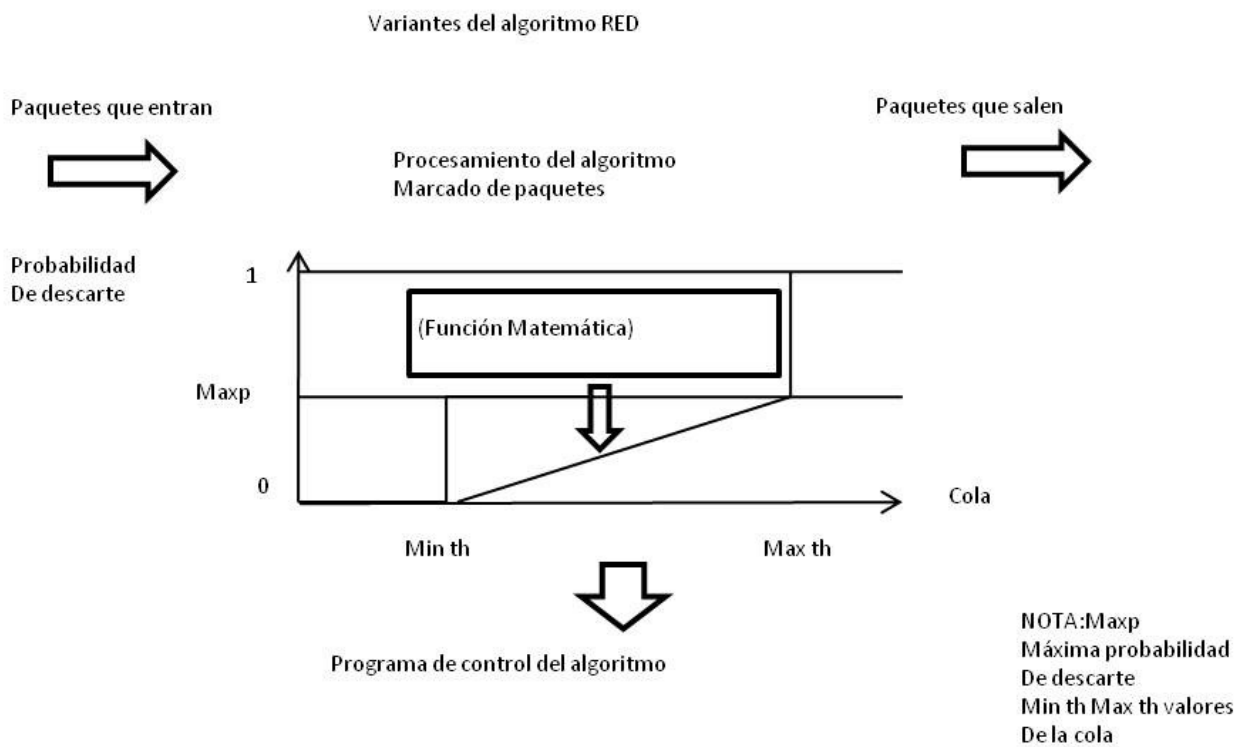 Variantes del algoritmo RED
Paquetes que entran
Paquetes que salen
Procesamiento del algoritmo
Marcado de paquetes
Probabilidad
De descarte
1
(Función Matemática)
Maxp
0
Cola
Min th
Max th
Programa de control del algoritmo
NOTA:Maxp
Máxima probabilidad
De descarte
Min th Max th valores
De la cola